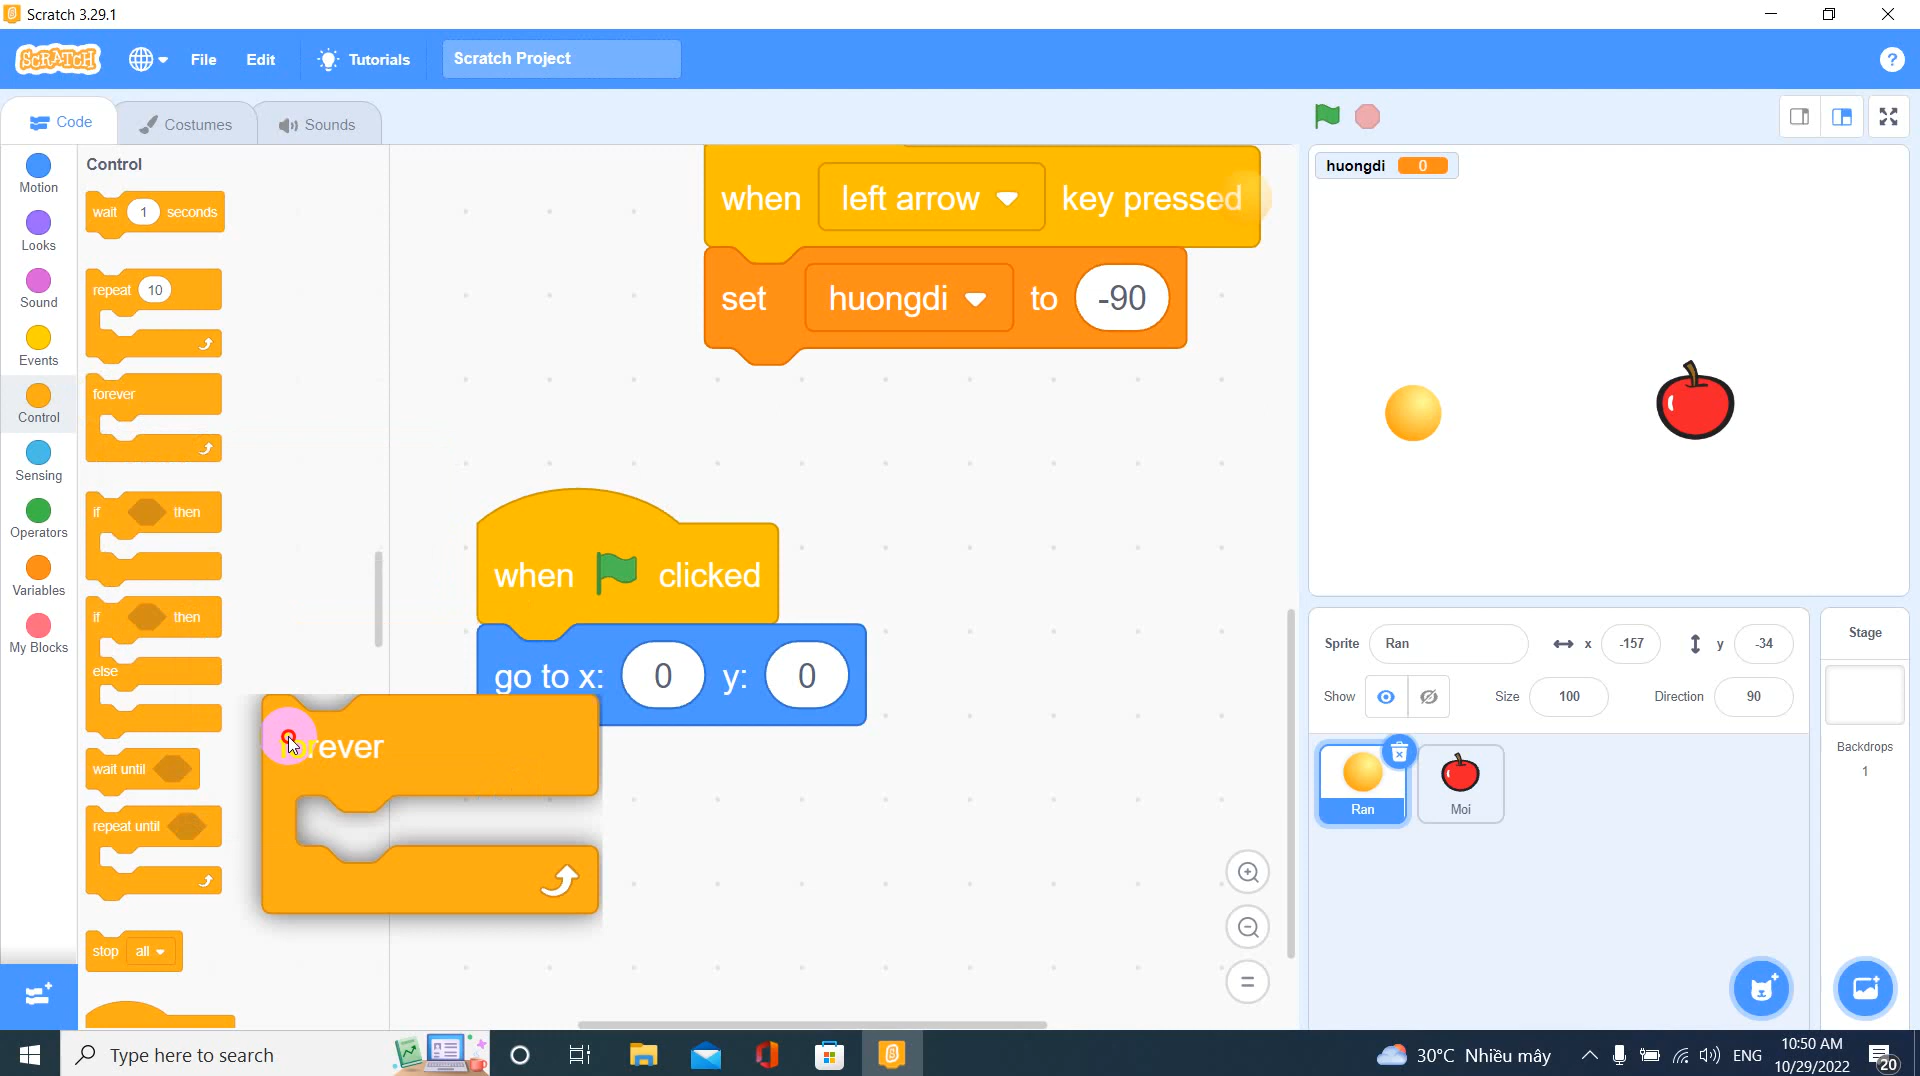 Scratch 3.29.1
SCRATCH File Edit Tutorials Scratch Project ?
Code Costumes Sounds
Motion
Looks
Sound
Events
Control
Sensing
Operators
Variables
My Blocks
Control
wait 1 seconds
repeat 10
forever
if then
if then
else
wait until
repeat until
stop all
when left arrow key pressed
set huongdi to -90
when clicked
go to x: 0 y: 0
forever
huongdi 0
Sprite Ran x -157 y -34
Show Size 100 Direction 90
Ran
Moi
Stage
Backdrops
1
Type here to search
30°C Nhiều mây
ENG
10:50 AM
10/29/2022
20